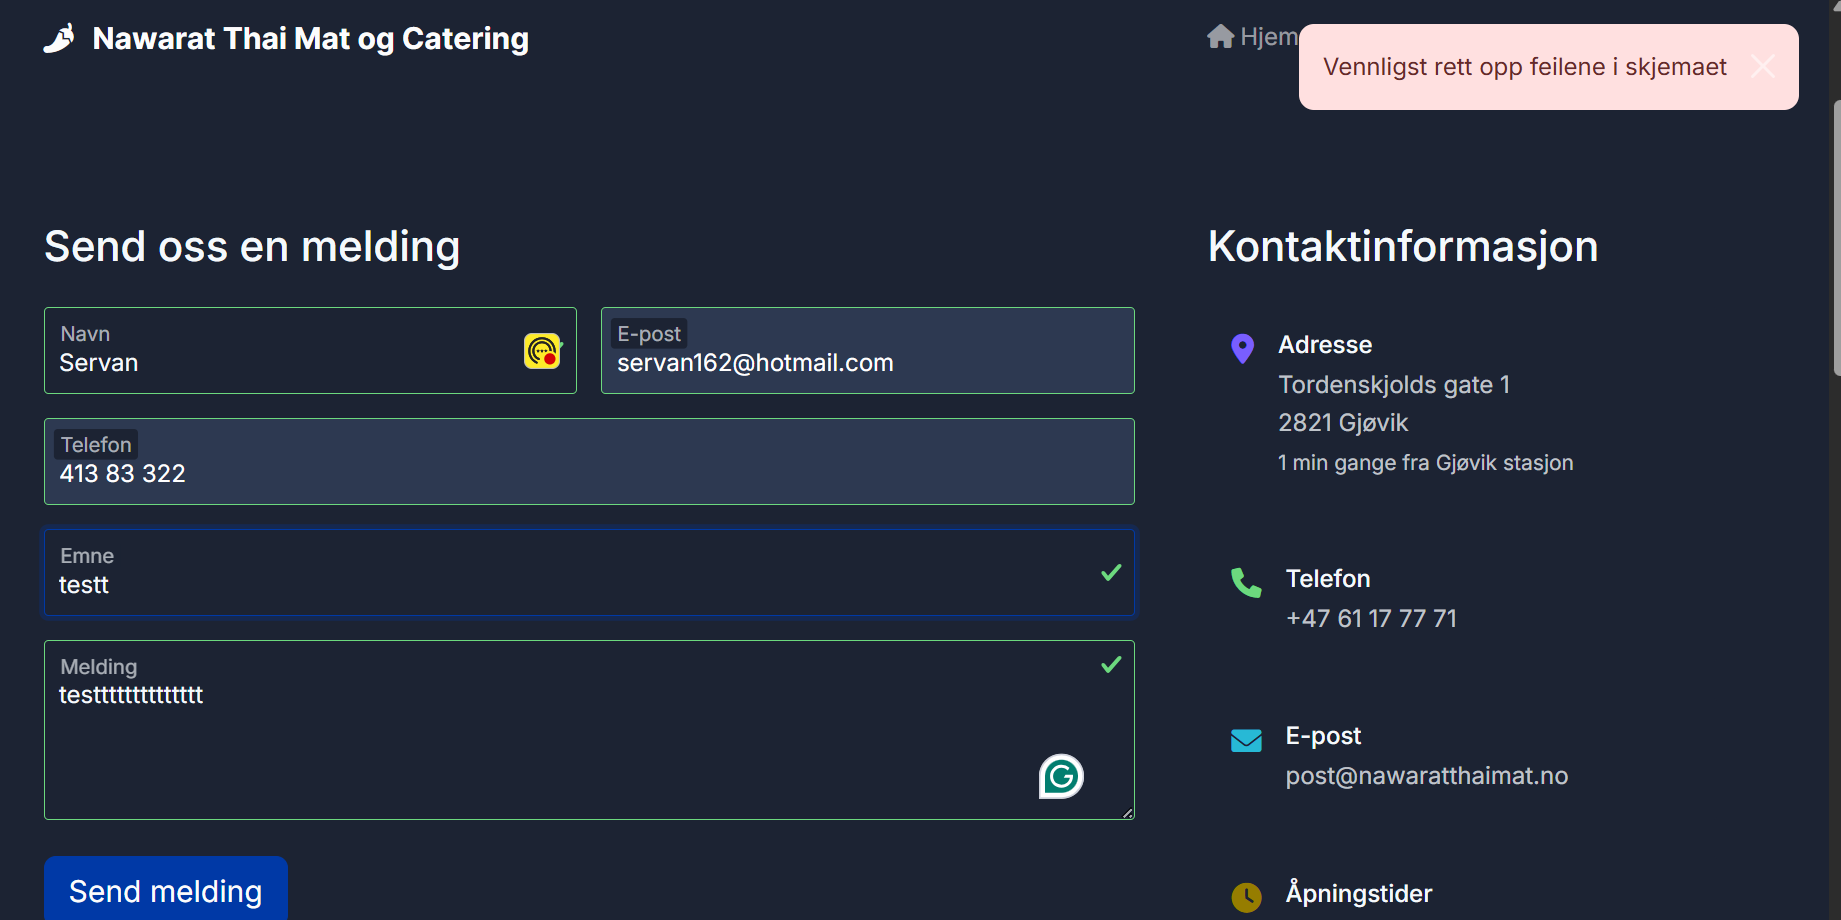 Nawarat Thai Mat og Catering
Hjem
Vennligst rett opp feilene i skjemaet
Send oss en melding
Navn
Servan
E-post
servan162@hotmail.com
Telefon
413 83 322
Emne
testt
Melding
testttttttttttttt
Send melding
Kontaktinformasjon
Adresse
Tordenskjolds gate 1
2821 Gjøvik
1 min gange fra Gjøvik stasjon
Telefon
+47 61 17 77 71
E-post
post@nawaratthaimat.no
Åpningstider